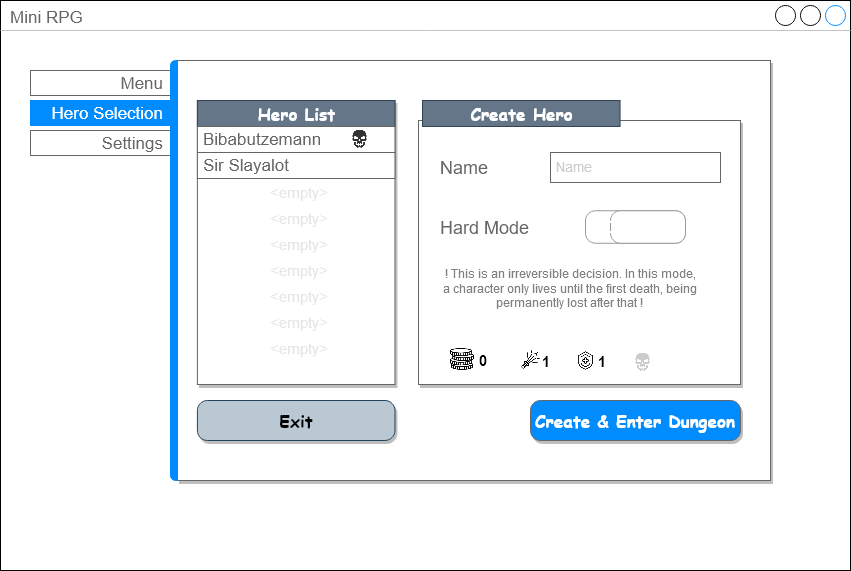 Mini RPG
Menu
Hero Selection
Settings
Hero List
Bibabutzemann
Sir Slayalot
<empty>
<empty>
<empty>
<empty>
<empty>
<empty>
<empty>
Exit
Create Hero
Name
Name
Hard Mode
! This is an irreversible decision. In this mode,
a character only lives until the first death, being
permanently lost after that !
0
1
1
Create & Enter Dungeon